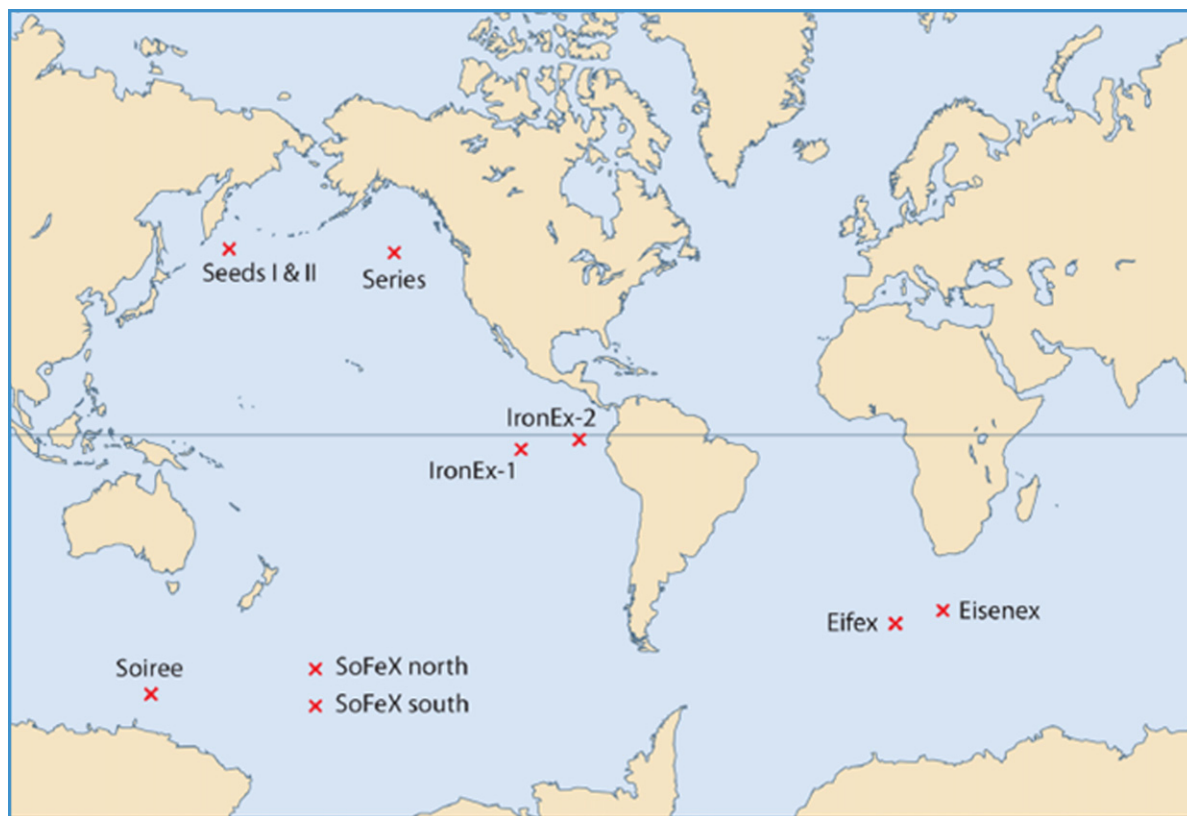 Seeds I & II
Series
IronEx-2
IronEx-1
Eifex
Eisenex
Soiree
SoFeX north
SoFeX south